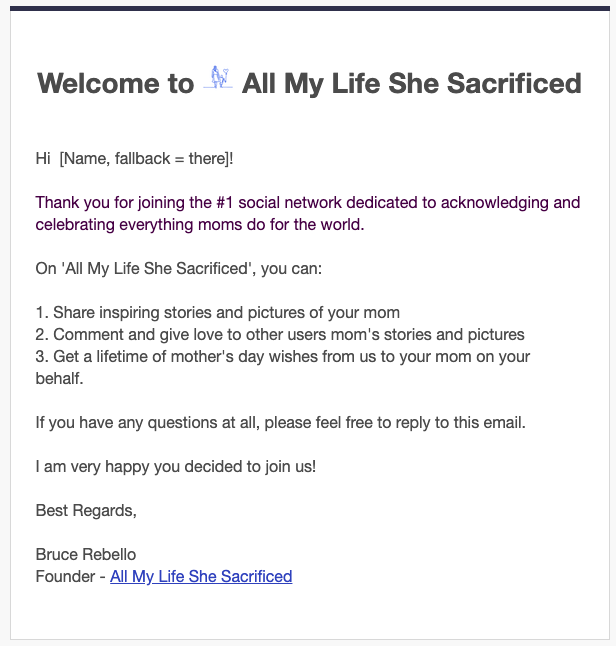 Welcome to All My Life She Sacrificed
Hi  [Name, fallback = there]!
Thank you for joining the #1 social network dedicated to acknowledging and
celebrating everything moms do for the world.
On 'All My Life She Sacrificed', you can:
1. Share inspiring stories and pictures of your mom
2. Comment and give love to other users mom's stories and pictures
3. Get a lifetime of mother's day wishes from us to your mom on your
behalf.
If you have any questions at all, please feel free to reply to this email.
I am very happy you decided to join us!
Best Regards,
Bruce Rebello
Founder - All My Life She Sacrificed